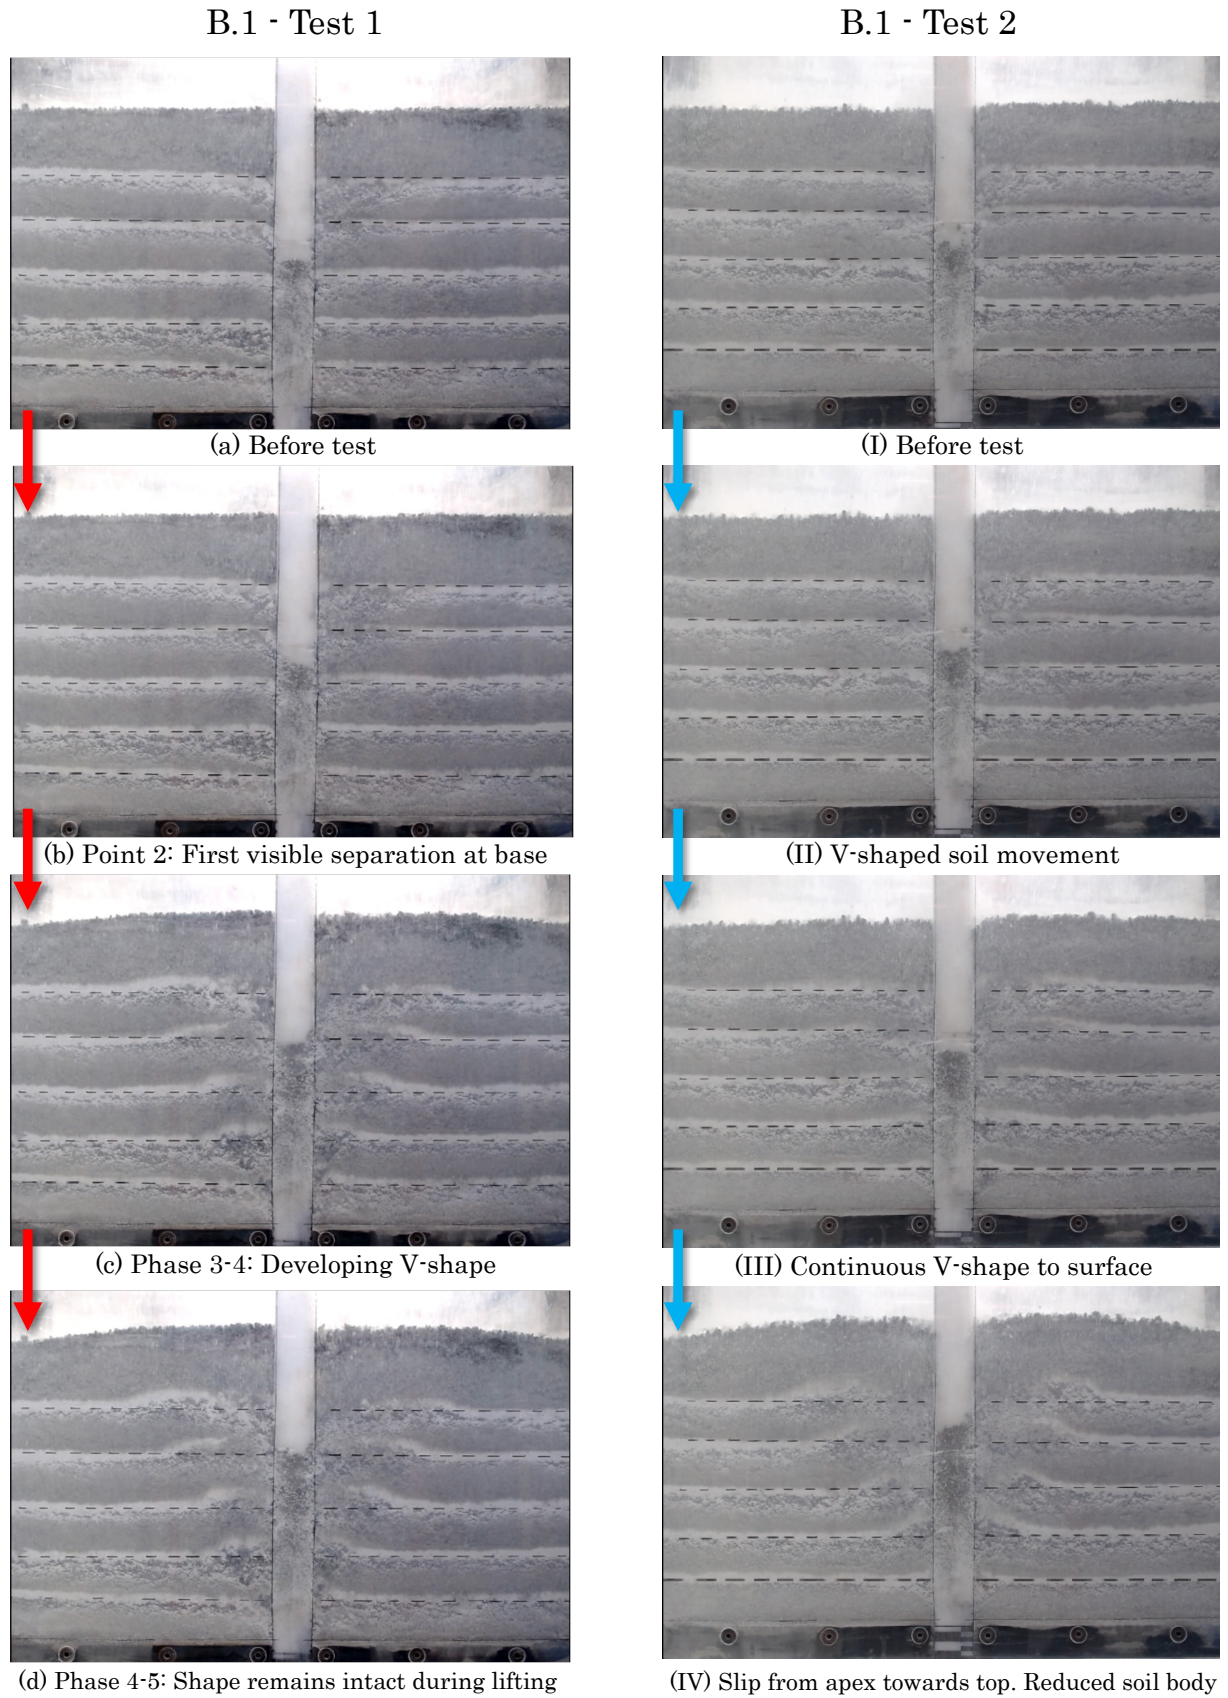 B.1 - Test 1
B.1 - Test 2
(a) Before test
(I) Before test
(b) Point 2: First visible separation at base
(II) V-shaped soil movement
(c) Phase 3-4: Developing V-shape
(III) Continuous V-shape to surface
(d) Phase 4-5: Shape remains intact during lifting
(IV) Slip from apex towards top. Reduced soil body